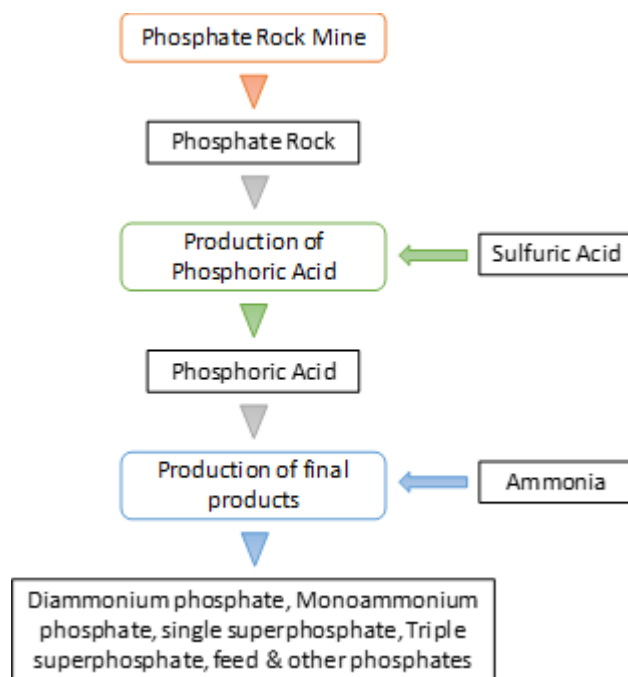 Phosphate Rock Mine
Phosphate Rock
Production of
Phosphoric Acid
Sulfuric Acid
Phosphoric Acid
Production of final
products
Ammonia
Diammonium phosphate, Monoammonium
phosphate, single superphosphate, Triple
superphosphate, feed & other phosphates